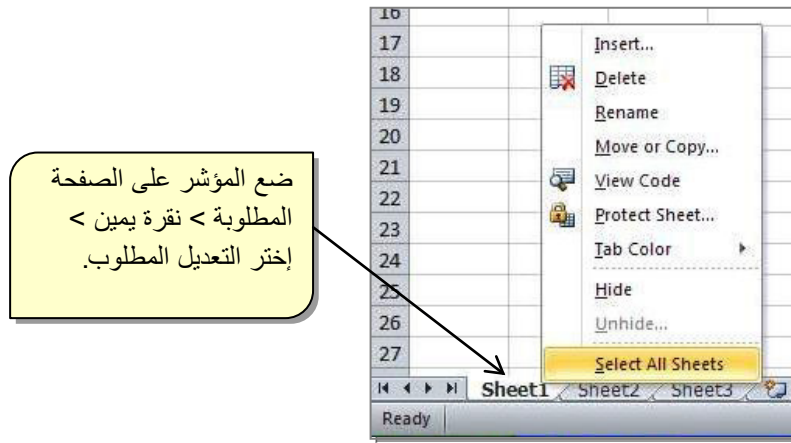 ضع المؤشر على الصفحة
المطلوبة > نقرة يمين >
إختر التعديل المطلوب.
16
17
18
19
20
21
22
23
24
25
26
27
Insert...
Delete
Rename
Move or Copy...
View Code
Protect Sheet...
Tab Color
Hide
Unhide...
Select All Sheets
Sheet1 Sheet2 Sheet3
Ready